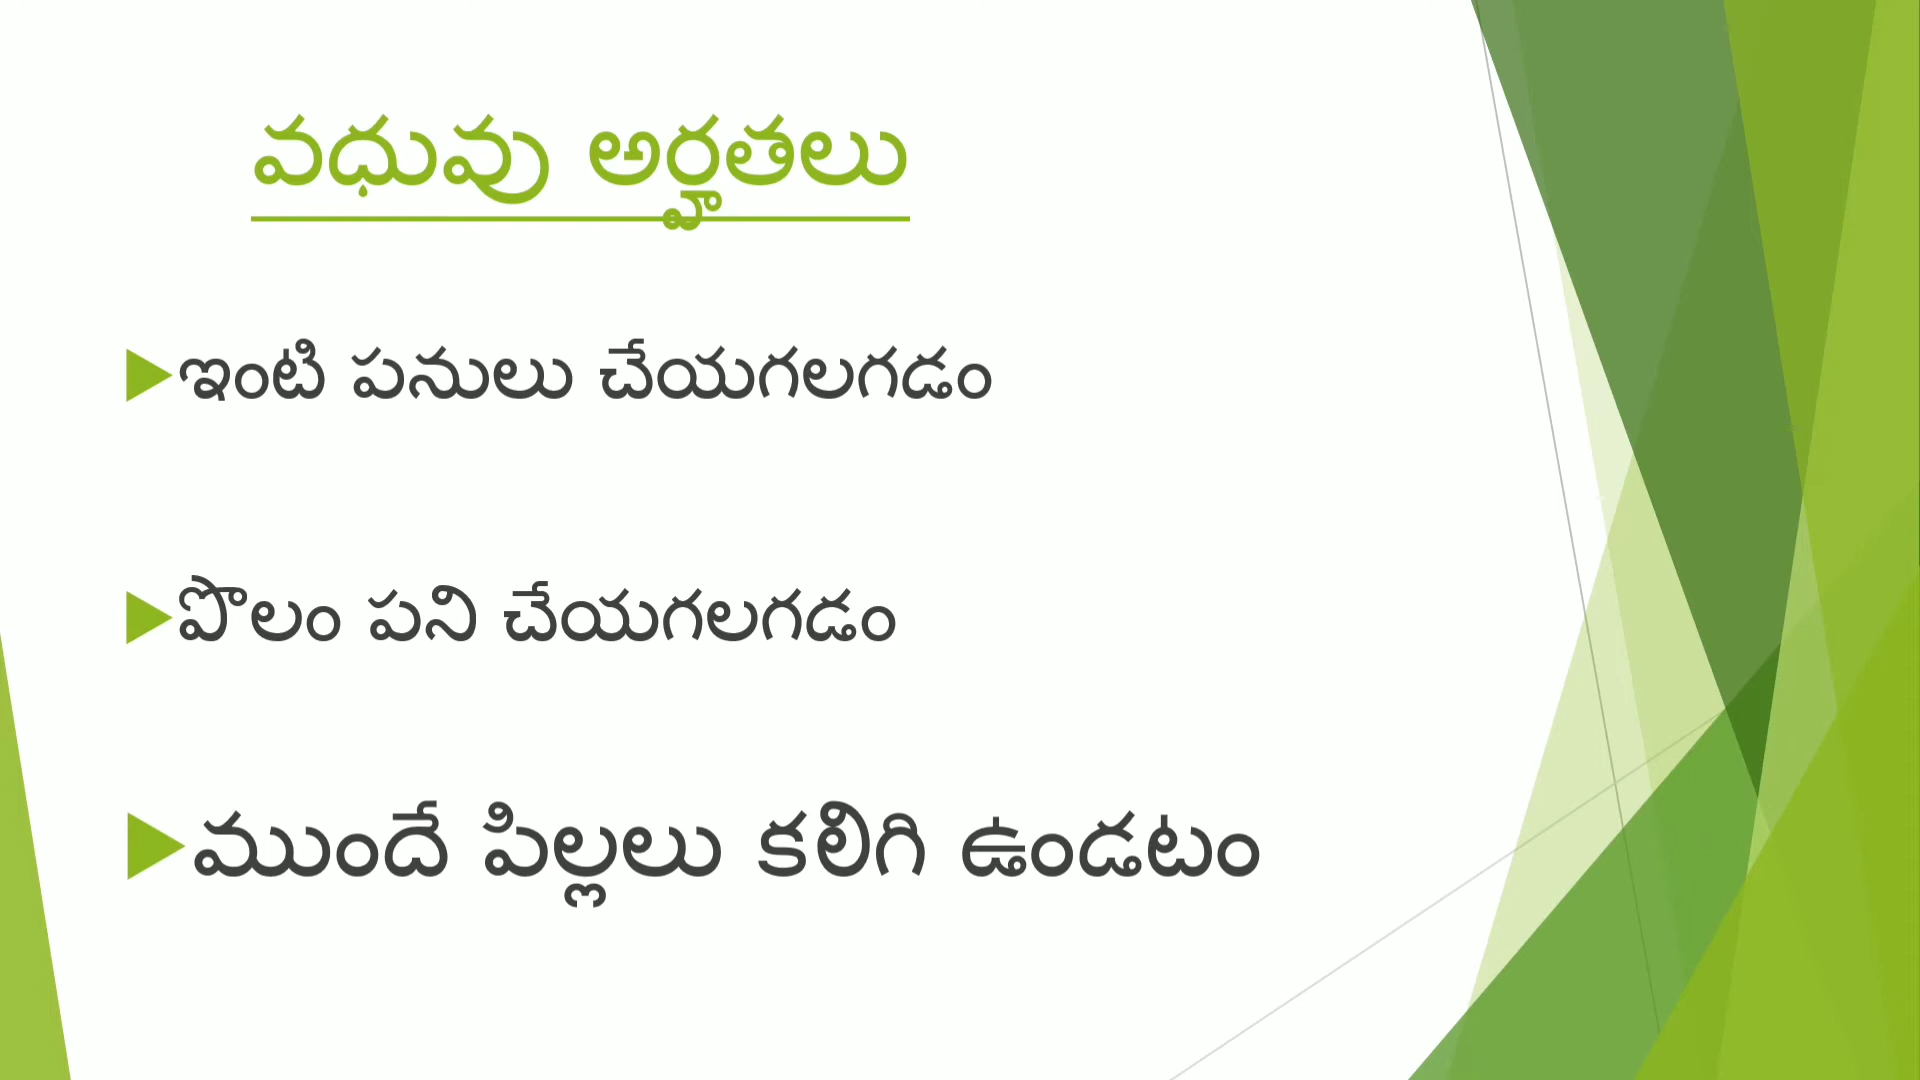 వధువు అర్హతలు
ఇంటి పనులు చేయగలగడం
పొలం పని చేయగలగడం
ముందే పిల్లలు కలిగి ఉండటం